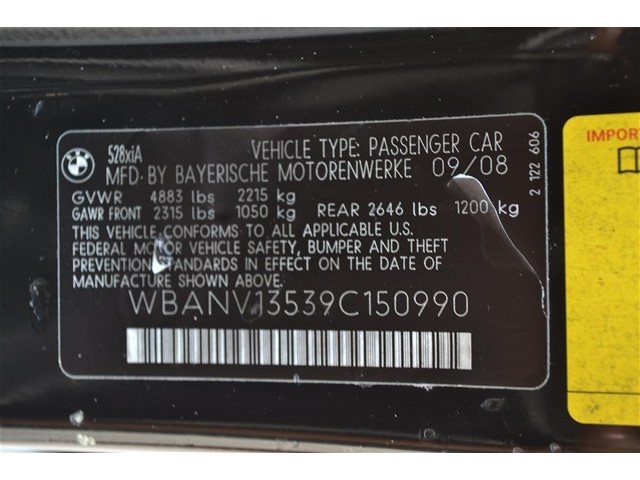 528xiA VEHICLE TYPE: PASSENGER CAR
MFD. BY BAYERISCHE MOTORENWERKE 09/08
GVWR 4883 lbs 2215 kg
GAWR FRONT 2315 lbs 1050 kg REAR 2646 lbs 1200 kg
THIS VEHICLE CONFORMS TO ALL APPLICABLE U.S.
FEDERAL MOTOR VEHICLE SAFETY, BUMPER AND THEFT
PREVENTION STANDARDS IN EFFECT ON THE DATE OF
MANUFACTURE SHOWN ABOVE.
WBANV13539C150990
2 122 606
IMPOR